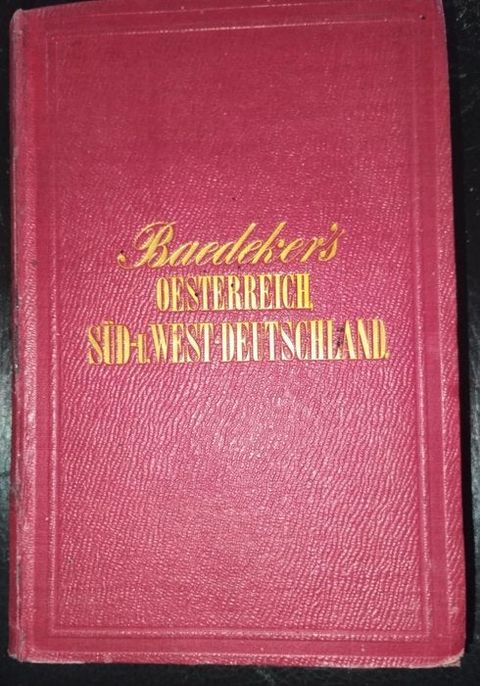 Baedeker's
OESTERREICH,
SÜD-u.WEST-DEUTSCHLAND.